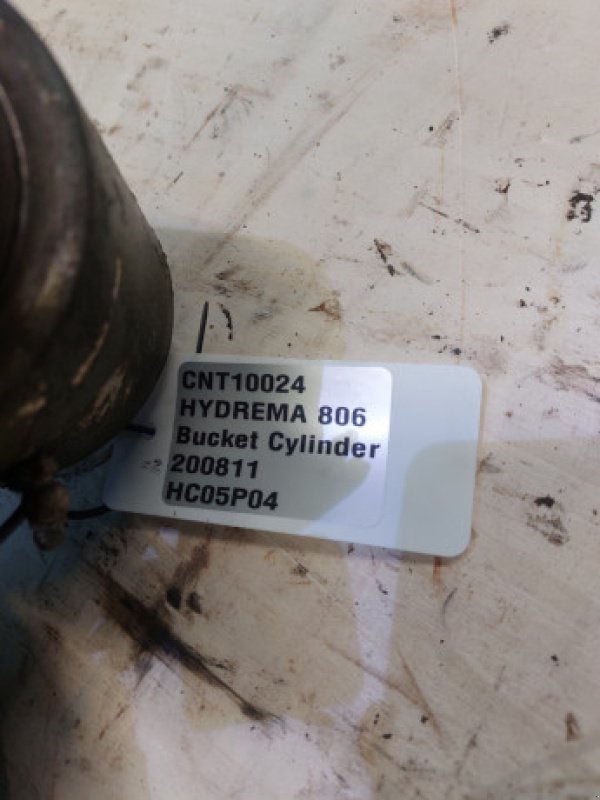 CNT10024
HYDREMA 806
Bucket Cylinder
200811
HC05P04